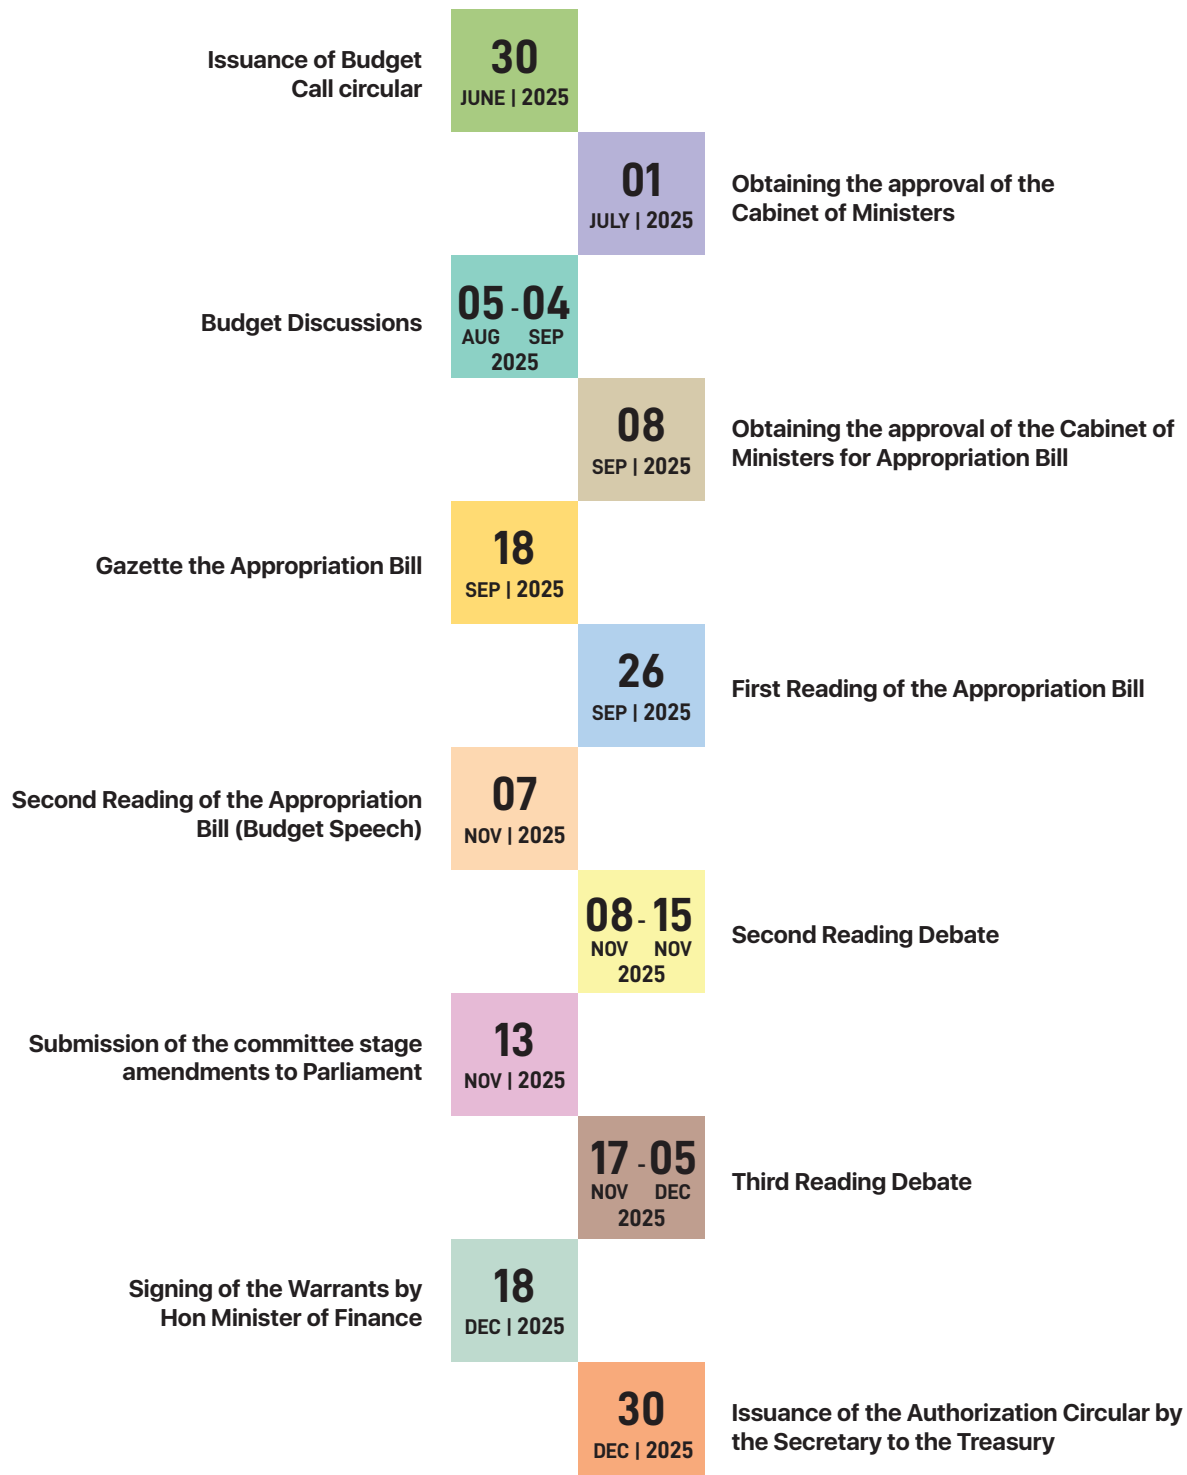 Issuance of Budget
Call circular
30
JUNE | 2025
01
JULY | 2025
Obtaining the approval of the
Cabinet of Ministers
Budget Discussions
05 - 04
AUG SEP
2025
08
SEP | 2025
Obtaining the approval of the Cabinet of
Ministers for Appropriation Bill
Gazette the Appropriation Bill
18
SEP | 2025
26
SEP | 2025
First Reading of the Appropriation Bill
Second Reading of the Appropriation
Bill (Budget Speech)
07
NOV | 2025
08 - 15
NOV NOV
2025
Second Reading Debate
Submission of the committee stage
amendments to Parliament
13
NOV | 2025
17 - 05
NOV DEC
2025
Third Reading Debate
Signing of the Warrants by
Hon Minister of Finance
18
DEC | 2025
30
DEC | 2025
Issuance of the Authorization Circular by
the Secretary to the Treasury